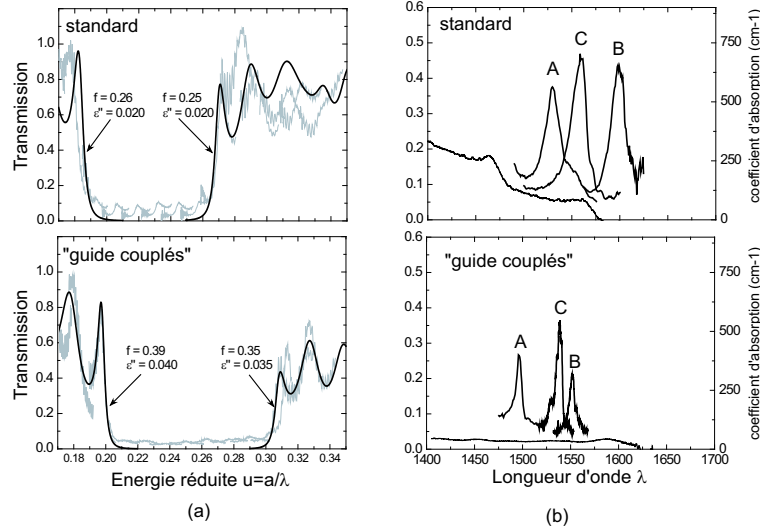 standard
Transmission
1.0
0.8
0.6
0.4
0.2
0.0
f = 0.26
ε" = 0.020
f = 0.25
ε" = 0.020
"guide couplés"
Transmission
1.0
0.8
0.6
0.4
0.2
0.0
f = 0.39
ε" = 0.040
f = 0.35
ε" = 0.035
0.18 0.20 0.22 0.24 0.26 0.28 0.30 0.32 0.34
Energie réduite u=a/λ
(a)
standard
0.6
0.5
0.4
0.3
0.2
0.1
0.0
A
C
B
750
500
250
0
coefficient d'absorption (cm-1)
"guide couplés"
0.6
0.5
0.4
0.3
0.2
0.1
0.0
A
C
B
750
500
250
0
coefficient d'absorption (cm-1)
1400 1450 1500 1550 1600 1650 1700
Longueur d'onde λ
(b)